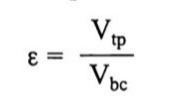 ε = V_tp / V_bc